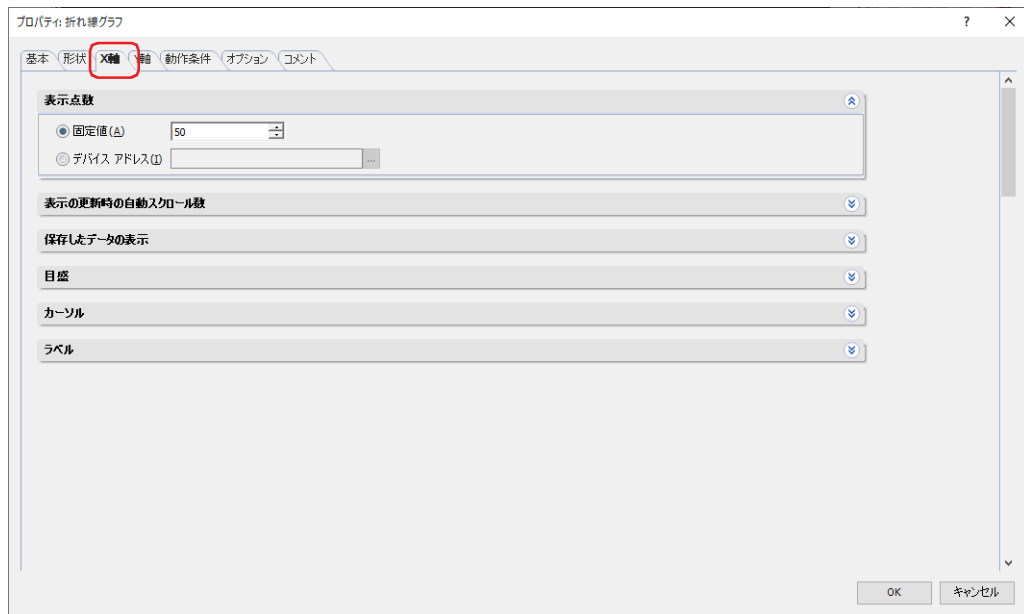 プロパティ: 折れ線グラフ ?
基本 形状 X軸 Y軸 動作条件 オプション コメント
表示点数
固定値(A) 50
デバイス アドレス(I) ...
表示の更新時の自動スクロール数
保存したデータの表示
目盛
カーソル
ラベル
OK キャンセル